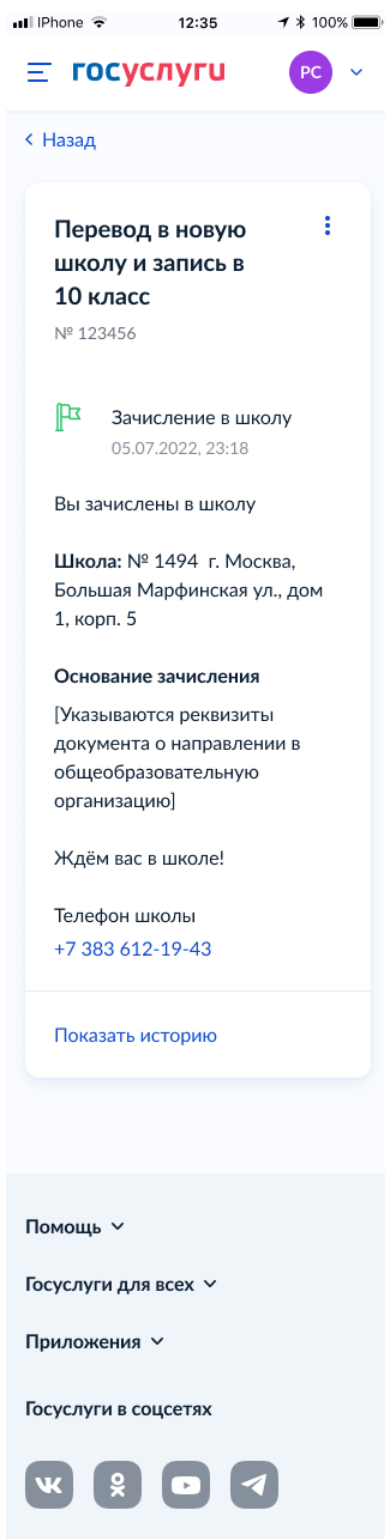 iPhone 12:35 100%
госуслуги РС
Назад
Перевод в новую
школу и запись в
10 класс
№ 123456
Зачисление в школу
05.07.2022, 23:18
Вы зачислены в школу
Школа: № 1494 г. Москва,
Большая Марфинская ул., дом
1, корп. 5
Основание зачисления
[Указываются реквизиты
документа о направлении в
общеобразовательную
организацию]
Ждём вас в школе!
Телефон школы
+7 383 612-19-43
Показать историю
Помощь
Госуслуги для всех
Приложения
Госуслуги в соцсетях